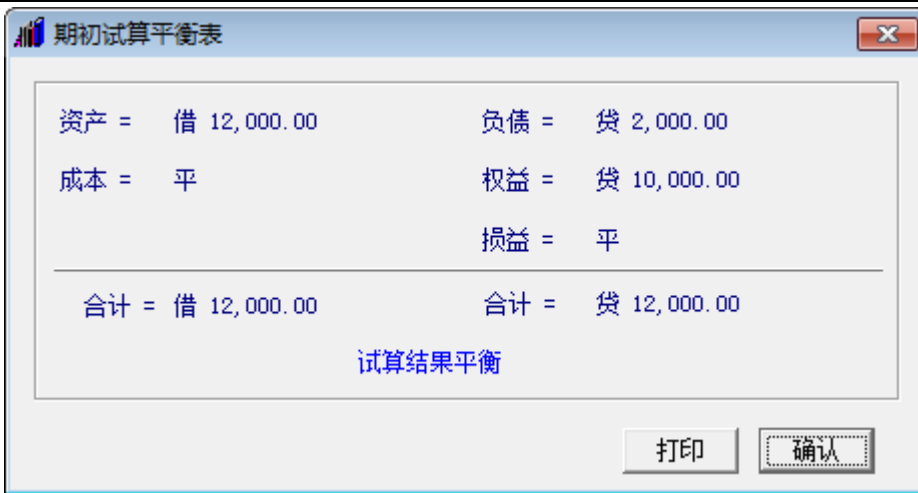 期初试算平衡表
资产 = 借 12,000.00 负债 = 贷 2,000.00
成本 = 平 权益 = 贷 10,000.00
损益 = 平
合计 = 借 12,000.00 合计 = 贷 12,000.00
试算结果平衡
打印 确认